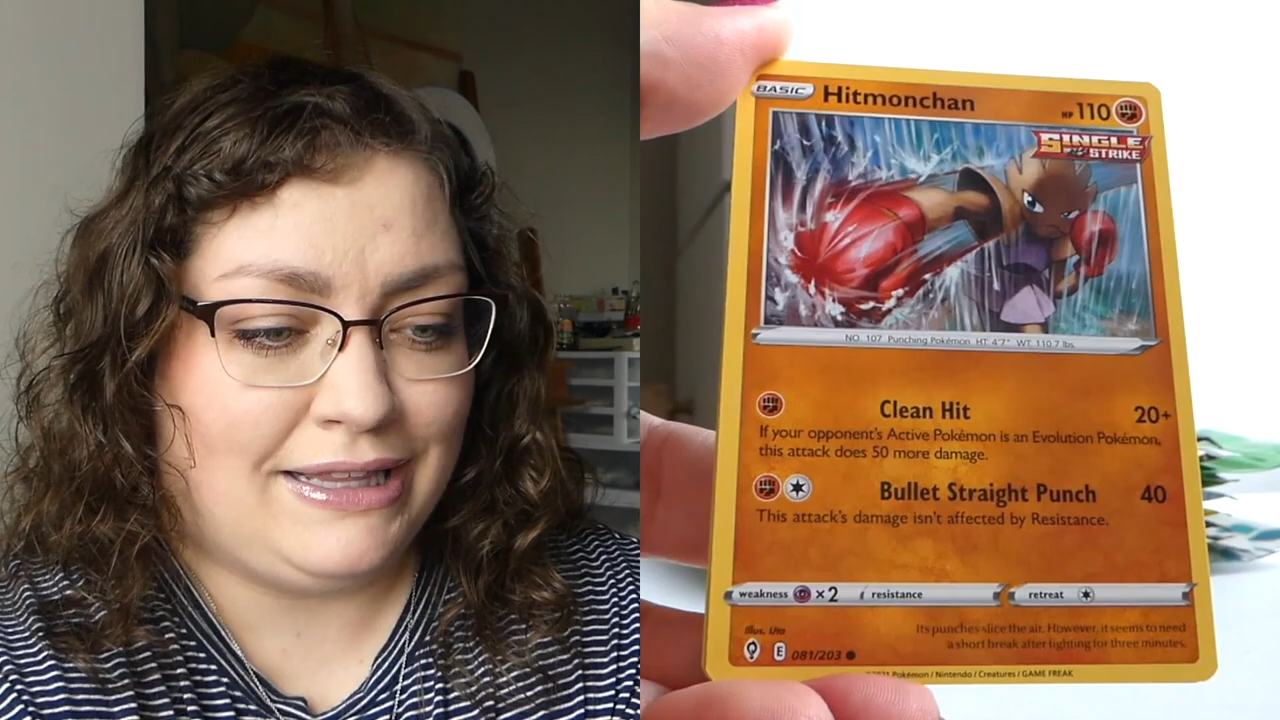 BASIC Hitmonchan HP 110
SINGLE
STRIKE
NO. 107 Punching Pokémon HT: 4'7" WT: 110.7 lbs.
Clean Hit 20+
If your opponent's Active Pokémon is an Evolution Pokémon,
this attack does 50 more damage.
Bullet Straight Punch 40
This attack's damage isn't affected by Resistance.
weakness ×2 resistance retreat
Illus.
Its punches slice the air. However, it seems to need
a short break after fighting for three minutes.
E 081/203
©2021 Pokémon / Nintendo / Creatures / GAME FREAK